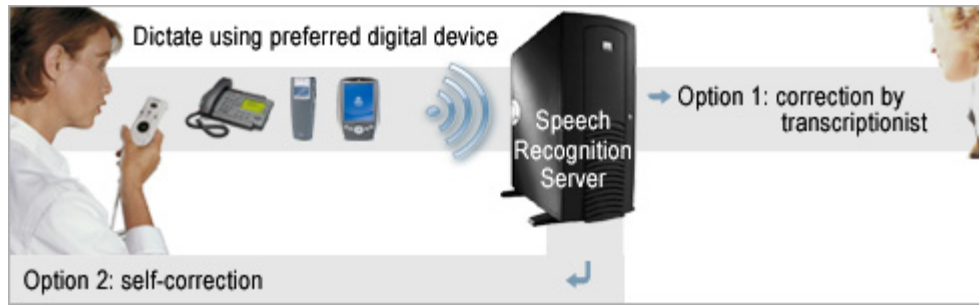 Dictate using preferred digital device
Speech
Recognition
Server
Option 1: correction by
transcriptionist
Option 2: self-correction